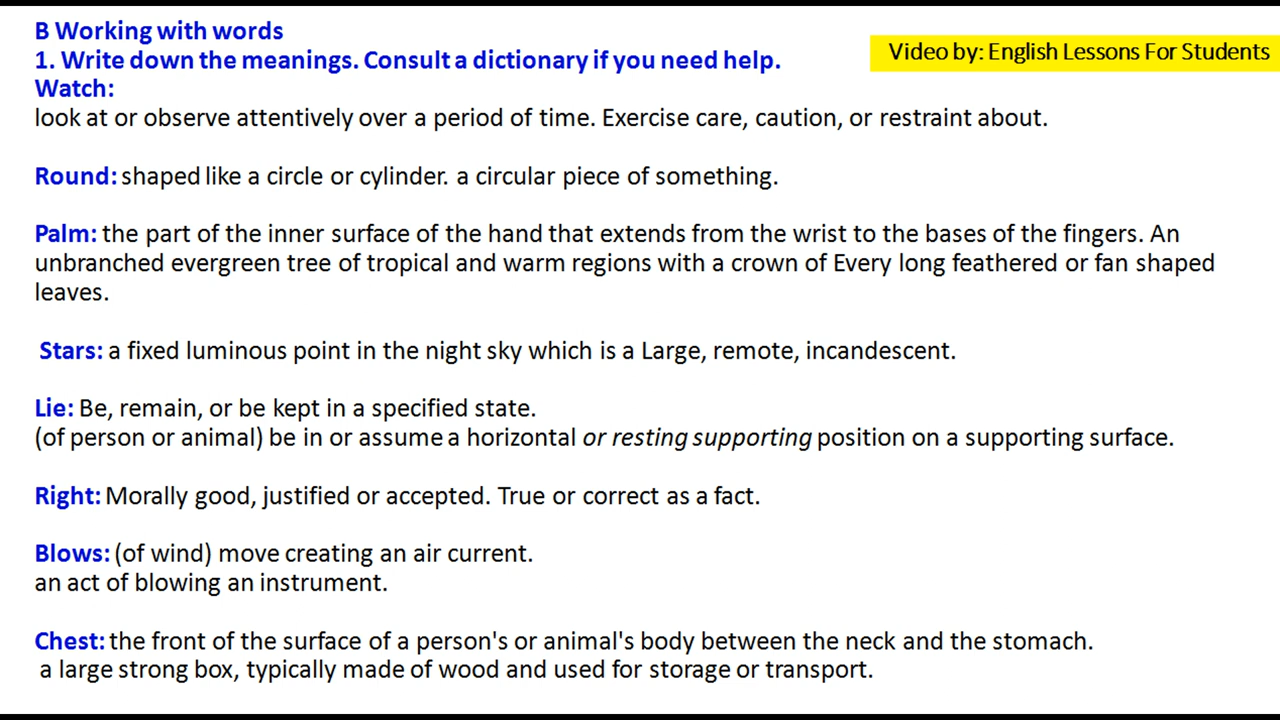 B Working with words
1. Write down the meanings. Consult a dictionary if you need help.
Video by: English Lessons For Students
Watch:
look at or observe attentively over a period of time. Exercise care, caution, or restraint about.
Round: shaped like a circle or cylinder. a circular piece of something.
Palm: the part of the inner surface of the hand that extends from the wrist to the bases of the fingers. An
unbranched evergreen tree of tropical and warm regions with a crown of Every long feathered or fan shaped
leaves.
Stars: a fixed luminous point in the night sky which is a Large, remote, incandescent.
Lie: Be, remain, or be kept in a specified state.
(of person or animal) be in or assume a horizontal or resting supporting position on a supporting surface.
Right: Morally good, justified or accepted. True or correct as a fact.
Blows: (of wind) move creating an air current.
an act of blowing an instrument.
Chest: the front of the surface of a person's or animal's body between the neck and the stomach.
a large strong box, typically made of wood and used for storage or transport.